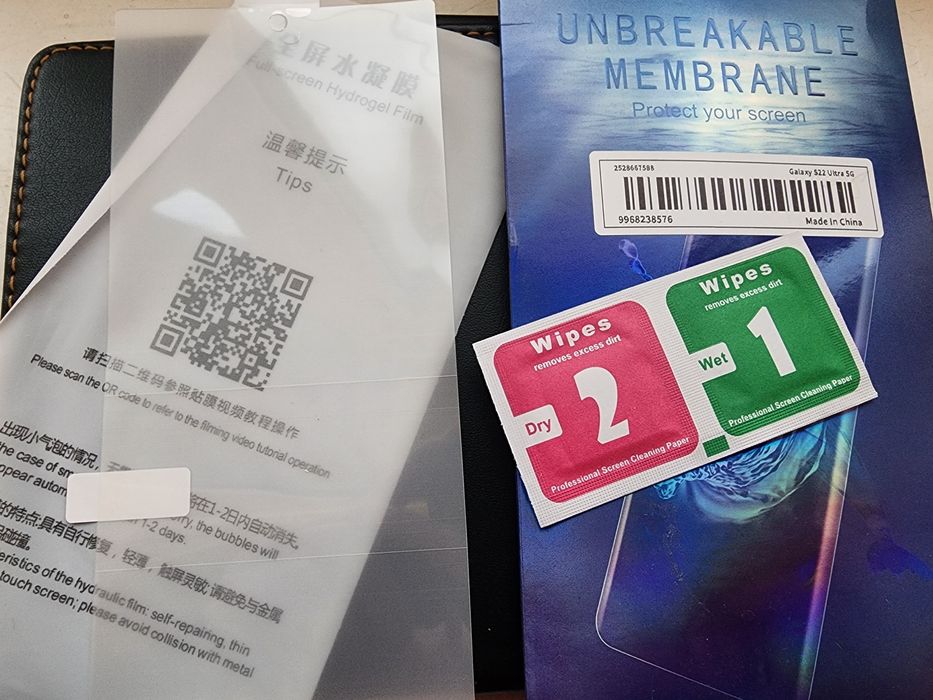 全屏水凝膜
Full-screen Hydrogel Film
温馨提示
Tips
请扫描二维码参照贴膜视频教程操作
Please scan the QR code to refer to the filming video tutorial operation
出现小气泡的情况，
将在1-2日内自动消失。
the case of
the bubbles will
appear
1-2 days.
的特点:具有自行修复，轻薄，触屏灵敏;请避免与金属
碰撞。
eristics of the hydraulic film: self-repairing, thin
touch screen; please avoid collision with metal
UNBREAKABLE
MEMBRANE
Protect your screen
2528661588
Galaxy S22 Ultra 5G
9968238576
Made In China
Wipes
removes excess dirt
2
Dry
Professional Screen Cleaning Paper
Wipes
removes excess dirt
1
Wet
Professional Screen Cleaning Paper